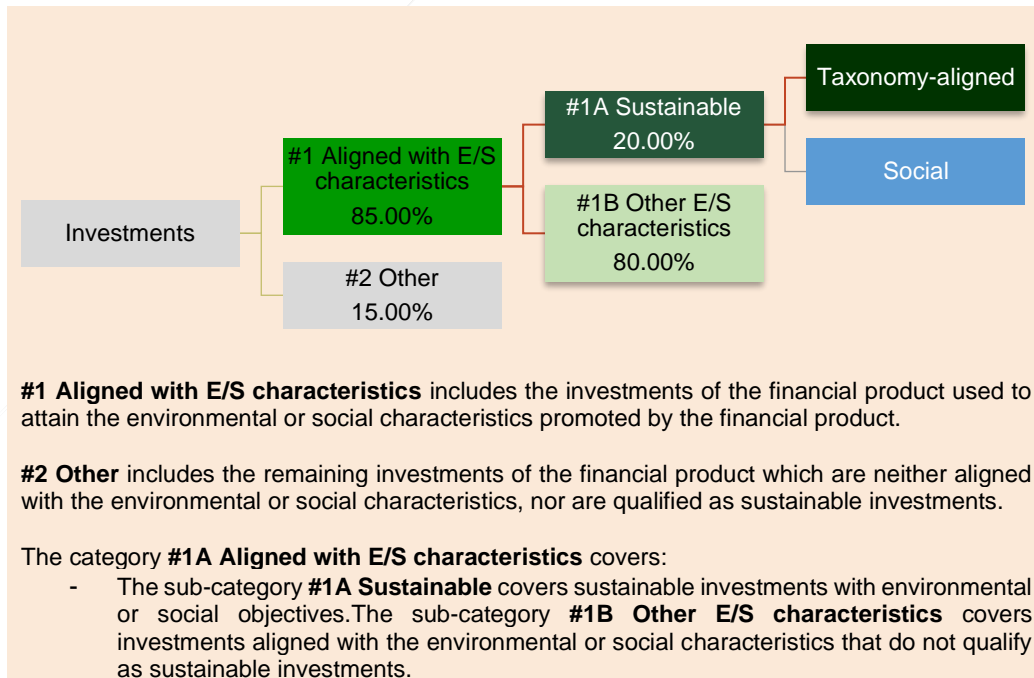 Taxonomy-aligned
#1A Sustainable
20.00%
#1 Aligned with E/S
characteristics
85.00%
Social
#1B Other E/S
characteristics
80.00%
Investments
#2 Other
15.00%
#1 Aligned with E/S characteristics includes the investments of the financial product used to
attain the environmental or social characteristics promoted by the financial product.
#2 Other includes the remaining investments of the financial product which are neither aligned
with the environmental or social characteristics, nor are qualified as sustainable investments.
The category #1A Aligned with E/S characteristics covers:
- The sub-category #1A Sustainable covers sustainable investments with environmental
or social objectives.The sub-category #1B Other E/S characteristics covers
investments aligned with the environmental or social characteristics that do not qualify
as sustainable investments.